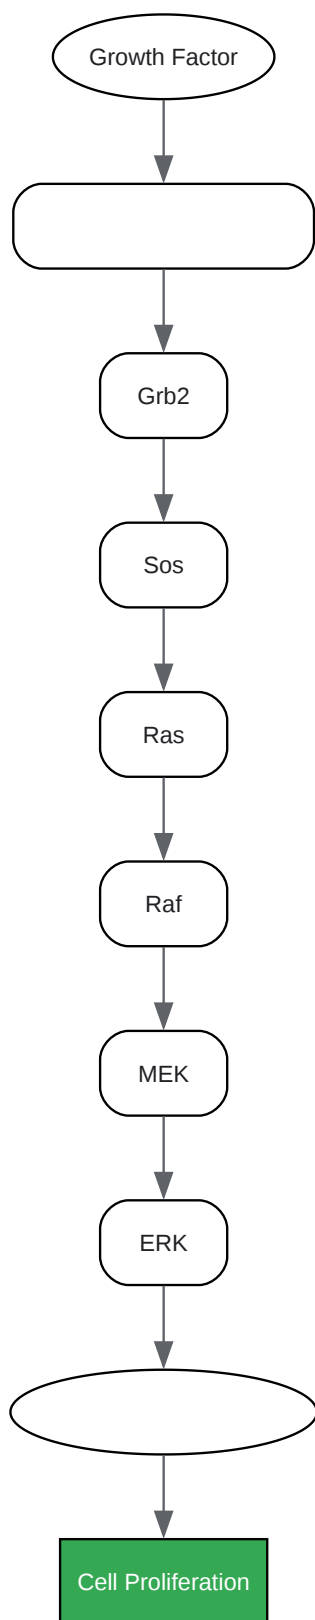 Growth Factor
Grb2
Sos
Ras
Raf
MEK
ERK
Cell Proliferation